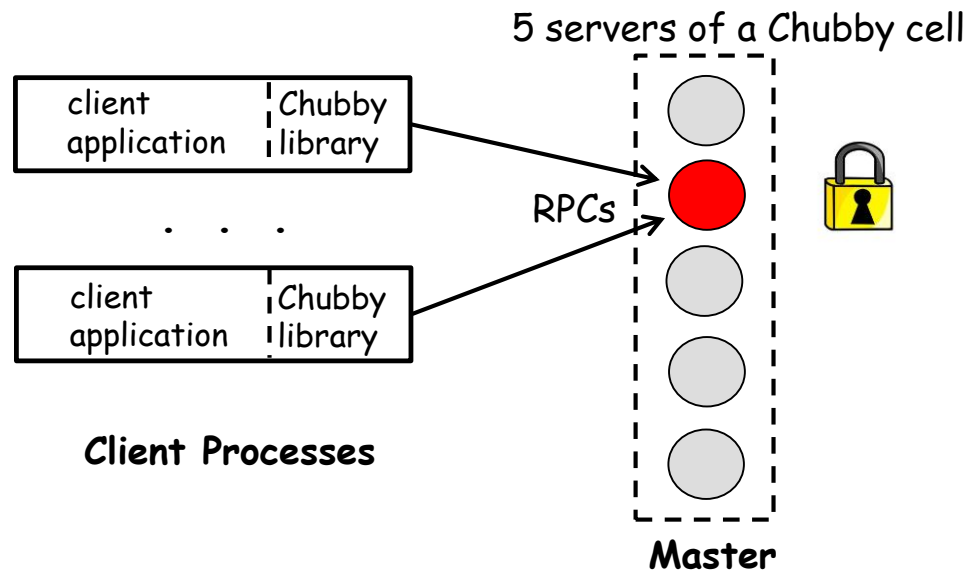 5 servers of a Chubby cell
client
application
Chubby
library
RPCs
. . .
client
application
Chubby
library
Client Processes
Master